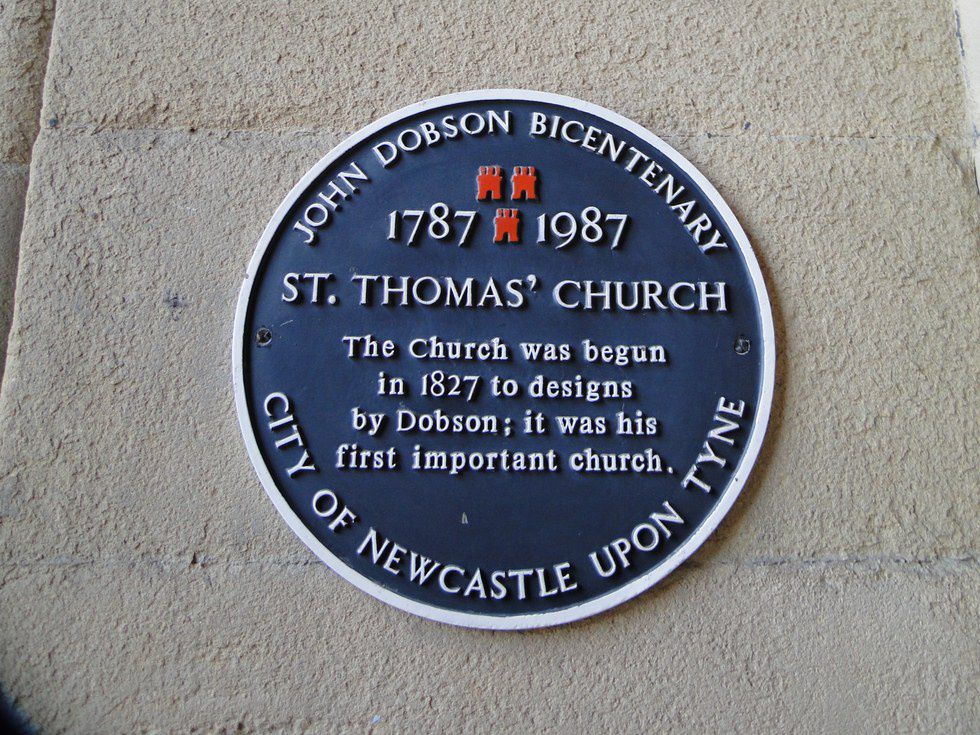 JOHN DOBSON BICENTENARY
1787 1987
ST. THOMAS' CHURCH
The Church was begun
in 1827 to designs
by Dobson; it was his
first important church.
CITY OF NEWCASTLE UPON TYNE